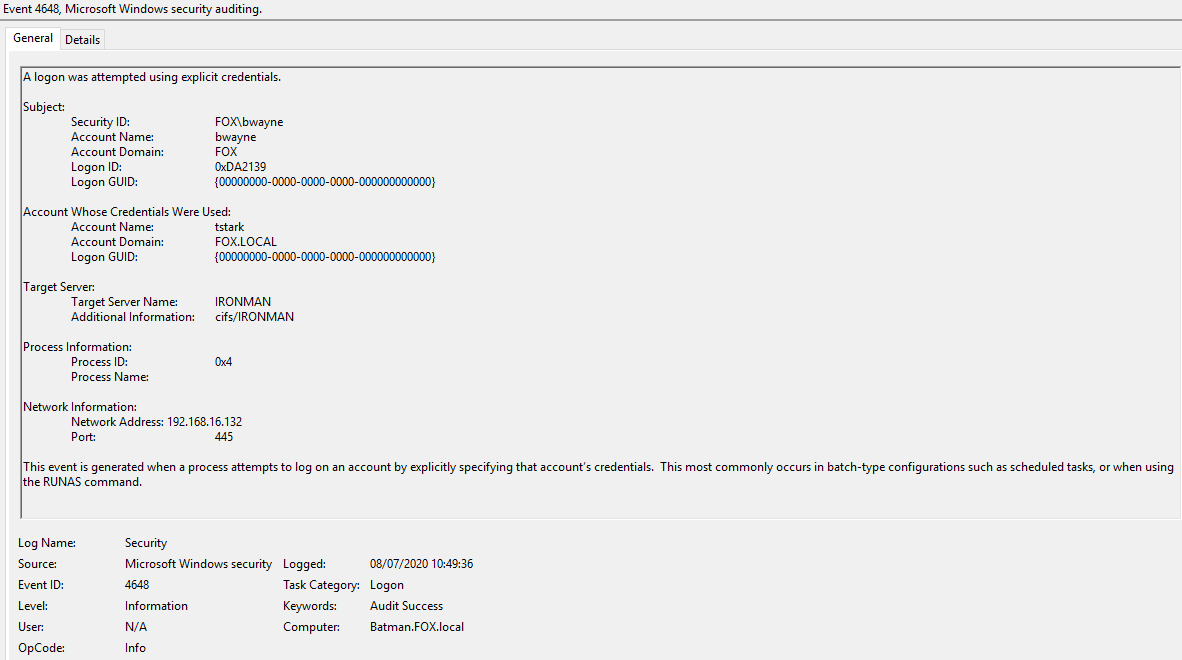 Event 4648, Microsoft Windows security auditing.
General Details
A logon was attempted using explicit credentials.
Subject:
Security ID: FOX\bwayne
Account Name: bwayne
Account Domain: FOX
Logon ID: 0xDA2139
Logon GUID: {00000000-0000-0000-0000-000000000000}
Account Whose Credentials Were Used:
Account Name: tstark
Account Domain: FOX.LOCAL
Logon GUID: {00000000-0000-0000-0000-000000000000}
Target Server:
Target Server Name: IRONMAN
Additional Information: cifs/IRONMAN
Process Information:
Process ID: 0x4
Process Name:
Network Information:
Network Address: 192.168.16.132
Port: 445
This event is generated when a process attempts to log on an account by explicitly specifying that account's credentials.  This most commonly occurs in batch-type configurations such as scheduled tasks, or when using
the RUNAS command.
Log Name: Security
Source: Microsoft Windows security Logged: 08/07/2020 10:49:36
Event ID: 4648 Task Category: Logon
Level: Information Keywords: Audit Success
User: N/A Computer: Batman.FOX.local
OpCode: Info